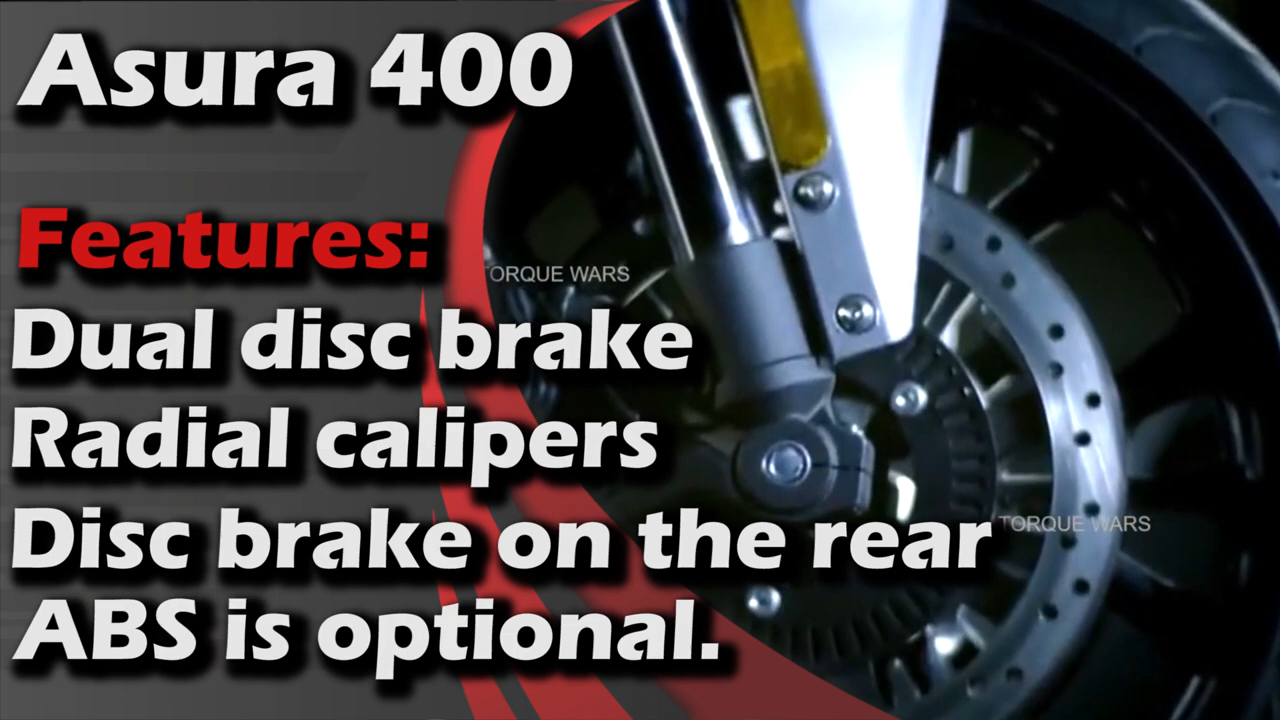 Asura 400
Features:
TORQUE WARS
Dual disc brake
Radial calipers
Disc brake on the rear
TORQUE WARS
ABS is optional.